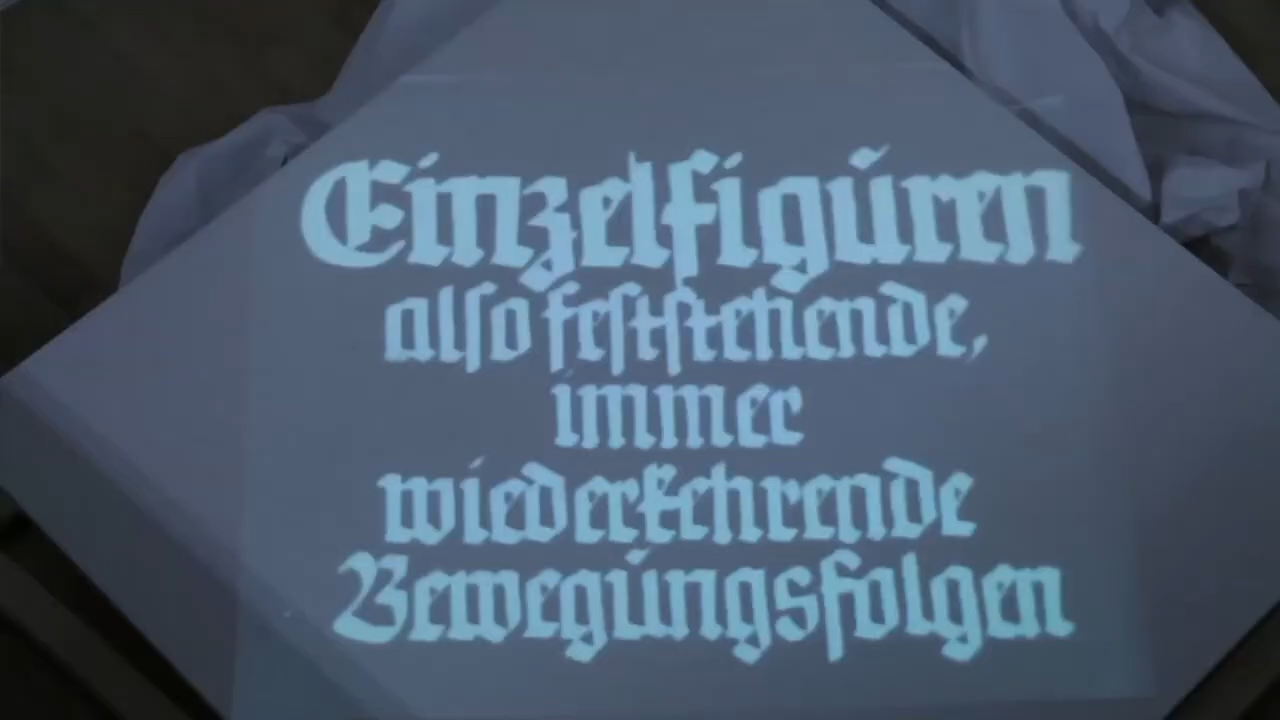 Einzelfiguren
also feststehende,
immer
wiederkehrende
Bewegungsfolgen